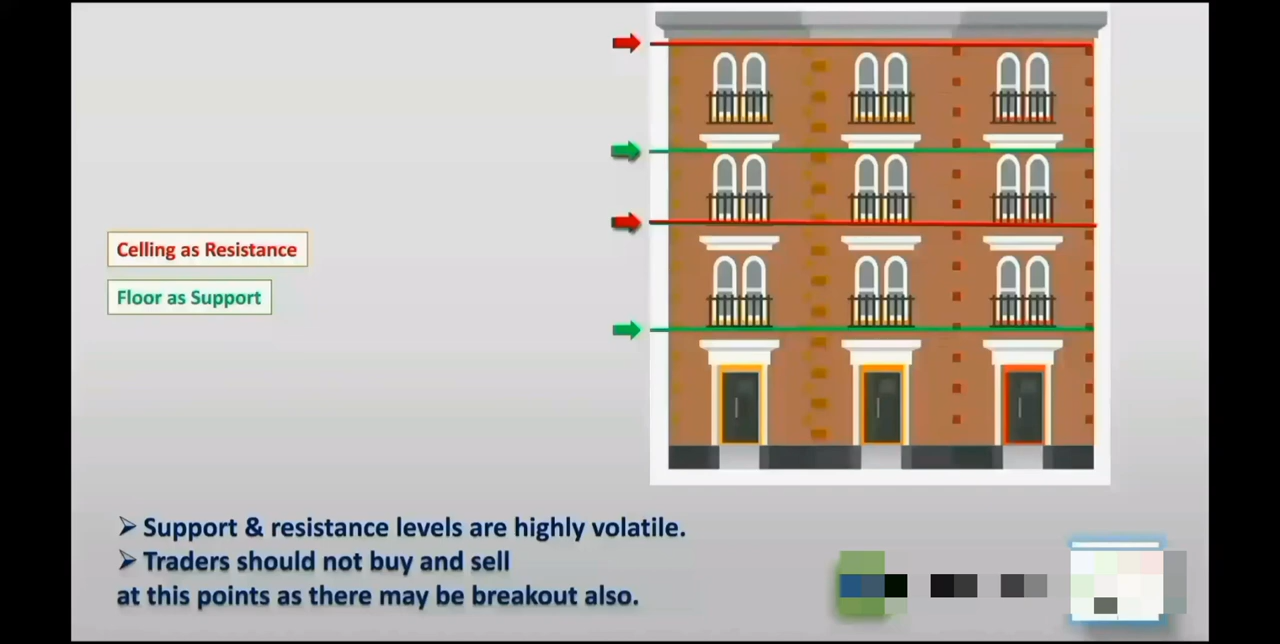 Celling as Resistance
Floor as Support
➢ Support & resistance levels are highly volatile.
➢ Traders should not buy and sell
at this points as there may be breakout also.